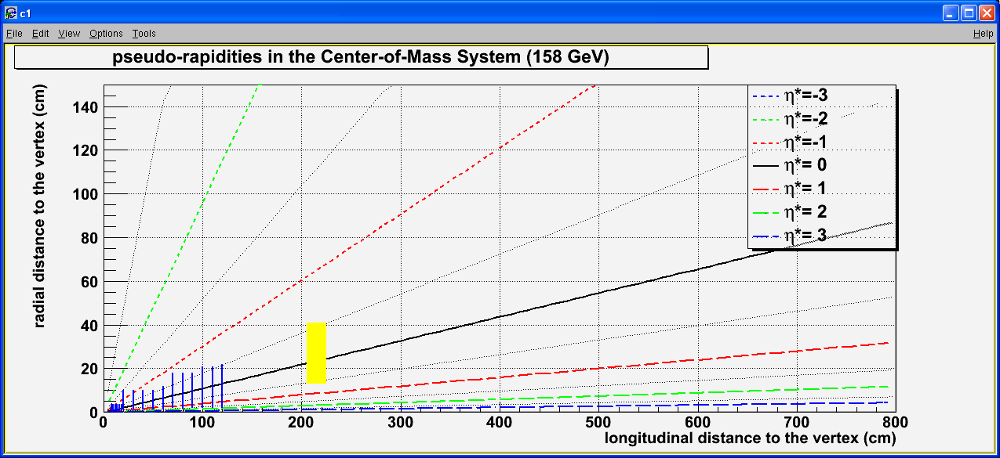 c1
File Edit View Options Tools Help
pseudo-rapidities in the Center-of-Mass System (158 GeV)
radial distance to the vertex (cm)
140
120
100
80
60
40
20
0
η*=-3
η*=-2
η*=-1
η*= 0
η*= 1
η*= 2
η*= 3
0 100 200 300 400 500 600 700 800
longitudinal distance to the vertex (cm)